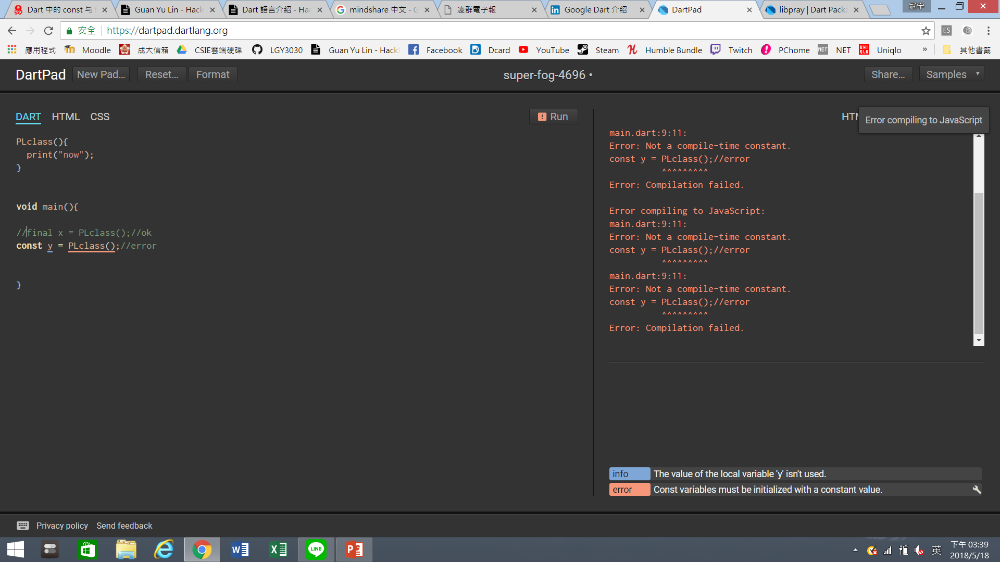 Dart 中的 const 与
Guan Yu Lin - Hack
Dart 語言介紹 - Hac
mindshare 中文 - G
凌群電子報
Google Dart 介紹
DartPad
libpray | Dart Packa
冠宇
安全 https://dartpad.dartlang.org
ES
應用程式 Moodle 成大信箱 CSIE雲端硬碟 LGY3030 Guan Yu Lin - Hack Facebook Dcard YouTube Steam Humble Bundle Twitch PChome NET NET UNI QLO Uniqlo » 其他書籤
DartPad New Pad... Reset... Format super-fog-4696 • Share... Samples
DART HTML CSS
! Run
HTM
Error compiling to JavaScript
PLclass(){
print("now");
}
void main(){
//final x = PLclass();//ok
const y = PLclass();//error
}
main.dart:9:11:
Error: Not a compile-time constant.
const y = PLclass();//error
^^^^^^^^^
Error: Compilation failed.
Error compiling to JavaScript:
main.dart:9:11:
Error: Not a compile-time constant.
const y = PLclass();//error
^^^^^^^^^
main.dart:9:11:
Error: Not a compile-time constant.
const y = PLclass();//error
^^^^^^^^^
Error: Compilation failed.
info The value of the local variable 'y' isn't used.
error Const variables must be initialized with a constant value.
Privacy policy Send feedback
LINE
英
下午 03:39
2018/5/18